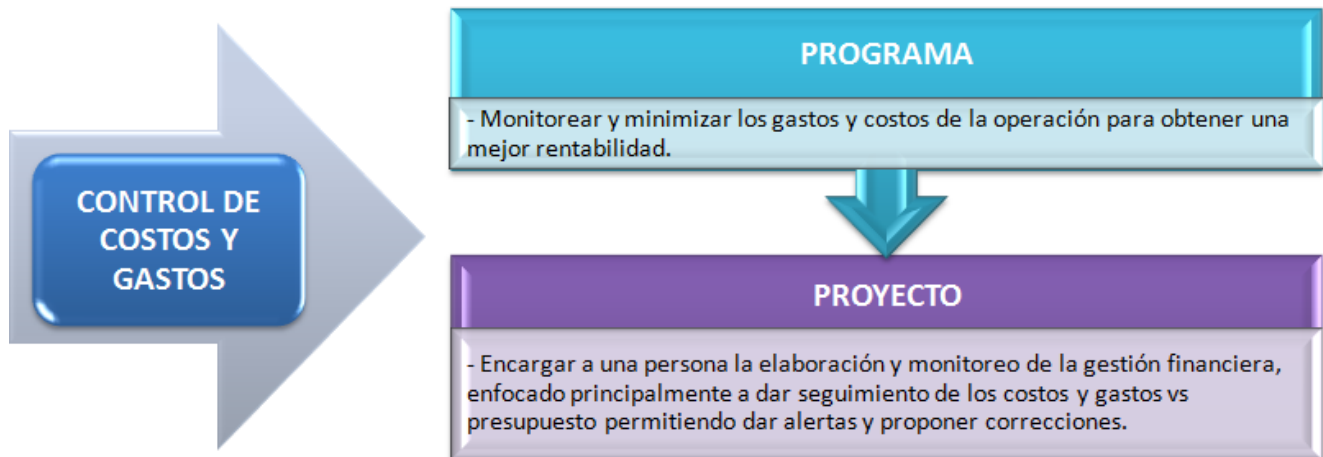 CONTROL DE
COSTOS Y
GASTOS
PROGRAMA
- Monitorear y minimizar los gastos y costos de la operación para obtener una
mejor rentabilidad.
PROYECTO
- Encargar a una persona la elaboración y monitoreo de la gestión financiera,
enfocado principalmente a dar seguimiento de los costos y gastos vs
presupuesto permitiendo dar alertas y proponer correcciones.